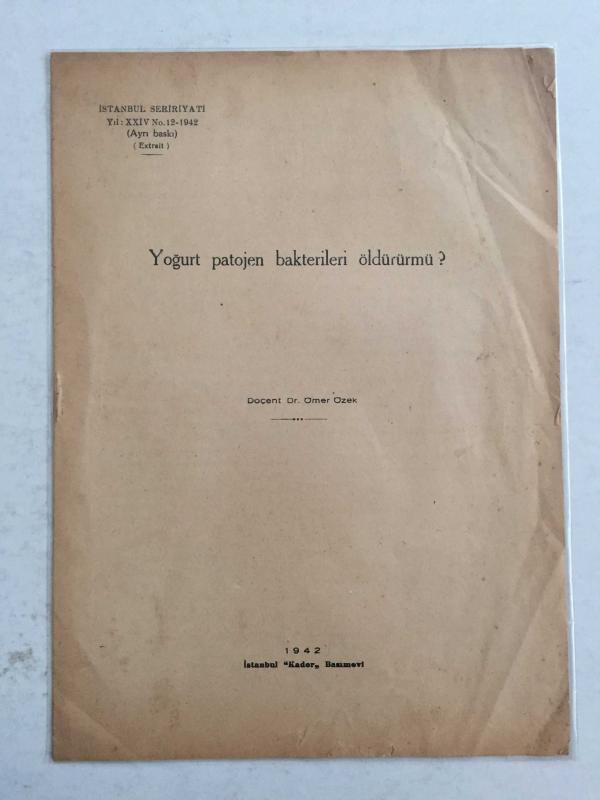 İSTANBUL SERİRİYATI
Yıl: XXIV No.12-1942
(Ayrı baskı)
( Extrait )
Yoğurt patojen bakterileri öldürürmü ?
Doçent Dr. Ömer Özek
1942
İstanbul "Kader„ Basımevi